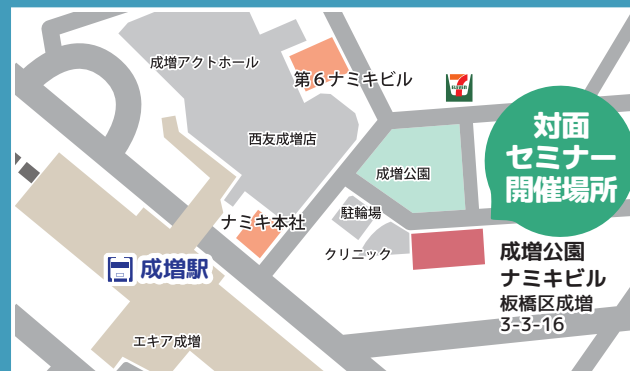 成増アクトホール
第6ナミキビル
西友成増店
成増公園
対面
セミナー
開催場所
駐輪場
ナミキ本社
クリニック
成増駅
成増公園
ナミキビル
板橋区成増
3-3-16
エキア成増